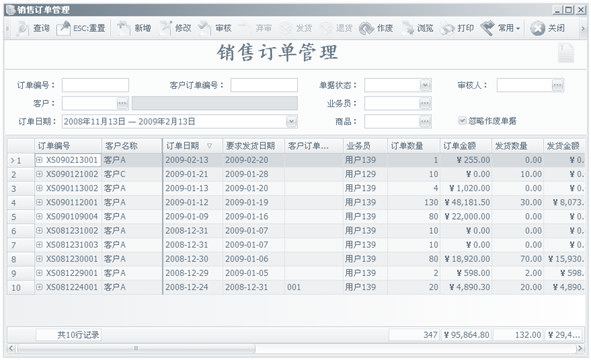 销售订单管理
查询 ESC:重置 新增 修改 审核 弃审 发货 退货 作废 浏览 打印 常用 关闭
销售订单管理
订单编号: 客户订单编号: 单据状态: 审核人:
客户: 业务员:
订单日期: 2008年11月13日 — 2009年2月13日 商品: 忽略作废单据
订单编号 客户名称 订单日期 要求发货日期 客户订单... 业务员 订单数量 订单金额 发货数量 发货金额
1 XS090213001 客户A 2009-02-13 2009-02-20 用户139 1 ¥ 255.00 0.00 ¥ 0.
2 XS090121002 客户C 2009-01-21 2009-01-28 用户129 10 ¥ 0.00 10.00 ¥ 0.
3 XS090113002 客户A 2009-01-13 2009-01-20 用户139 4 ¥ 1,020.00 0.00 ¥ 0.
4 XS090112001 客户A 2009-01-12 2009-01-19 用户139 130 ¥ 48,181.50 30.00 ¥ 8,073.
5 XS090109004 客户A 2009-01-09 2009-01-16 用户139 80 ¥ 22,000.00 0.00 ¥ 0.
6 XS081231002 客户A 2008-12-31 2009-01-07 用户139 10 ¥ 0.00 0.00 ¥ 0.
7 XS081231003 客户A 2008-12-31 2009-01-07 用户139 10 ¥ 0.00 0.00 ¥ 0.
8 XS081230001 客户A 2008-12-30 2009-01-06 用户139 80 ¥ 18,920.00 70.00 ¥ 15,930.
9 XS081229001 客户A 2008-12-29 2009-01-05 用户139 2 ¥ 598.00 2.00 ¥ 598.
10 XS081224001 客户A 2008-12-24 2008-12-31 001 用户139 20 ¥ 4,890.30 20.00 ¥ 4,890.
共10行记录 347 ¥ 95,864.80 132.00 ¥ 29,4...